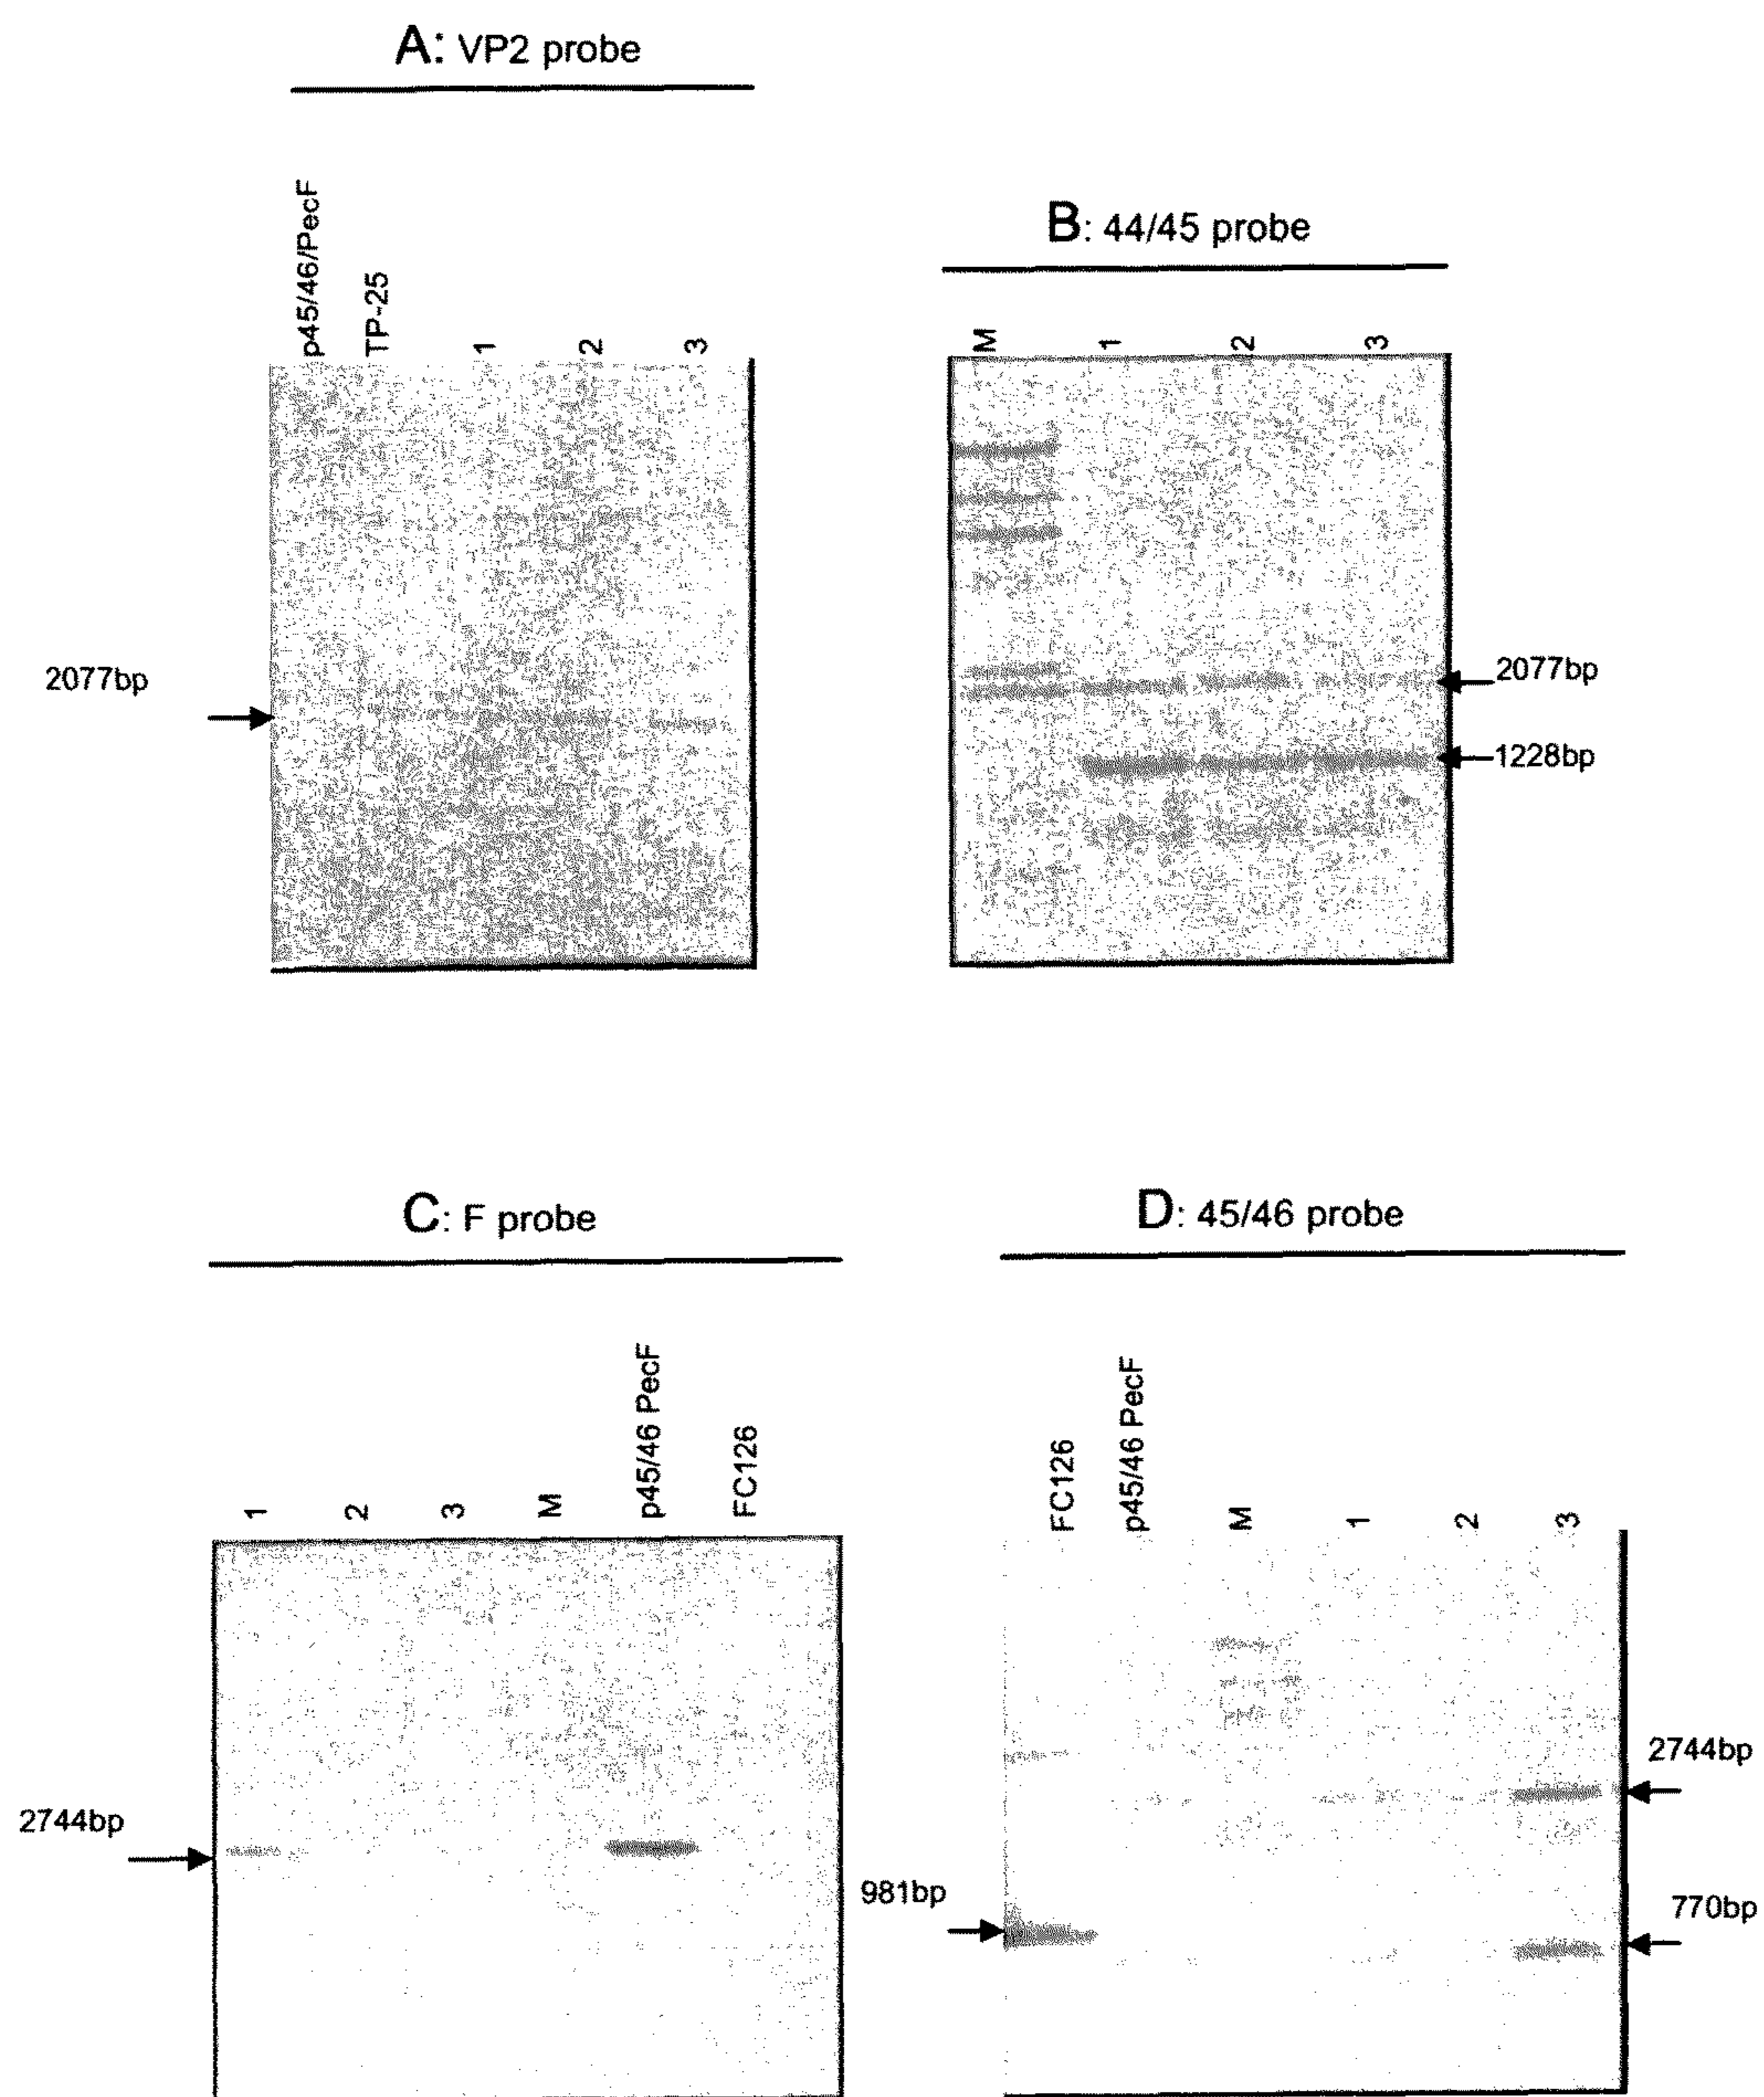 A: VP2 probe
p45/46/PecF
TP-25
1
2
3
2077bp
B: 44/45 probe
M
1
2
3
2077bp
1228bp
C: F probe
1
2
3
M
p45/46 PecF
FC126
2744bp
D: 45/46 probe
FC126
p45/46 PecF
M
1
2
3
2744bp
981bp
770bp